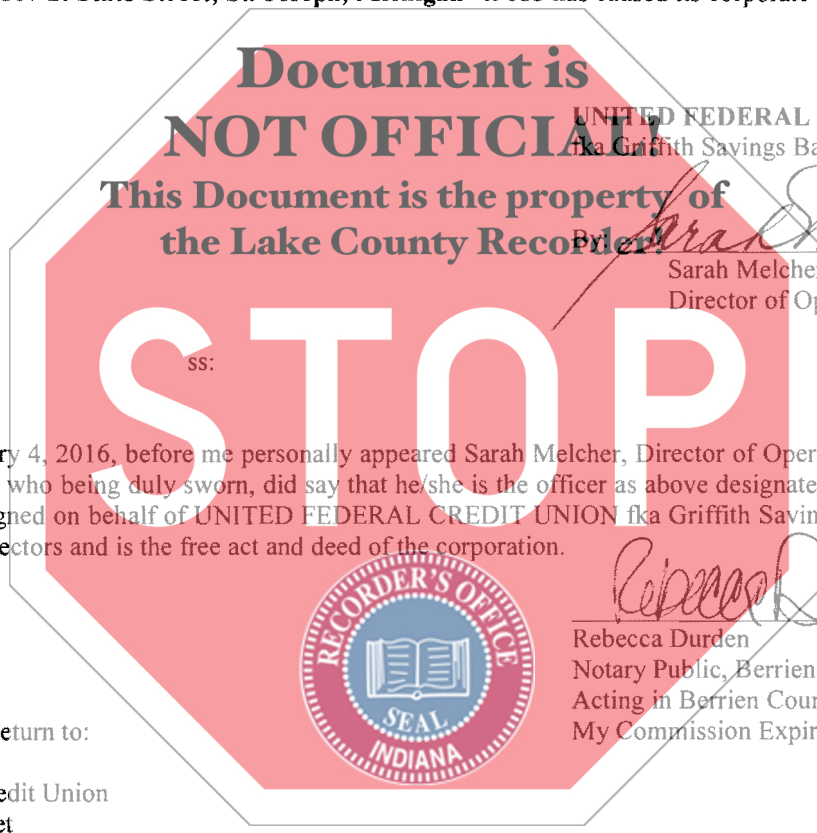 Document is
NOT OFFICIAL!
This Document is the property of
the Lake County Recorder!
UNITED FEDERAL
fka Griffith Savings Ba
By:
Sarah Melcher
Director of Op
STOP
ss:
ry 4, 2016, before me personally appeared Sarah Melcher, Director of Oper
who being duly sworn, did say that he/she is the officer as above designate
gned on behalf of UNITED FEDERAL CREDIT UNION fka Griffith Savin
ectors and is the free act and deed of the corporation.
RECORDER'S OFFICE
SEAL
INDIANA
Rebecca Durden
Notary Public, Berrien
Acting in Berrien Cour
My Commission Expir
eturn to:
edit Union
et